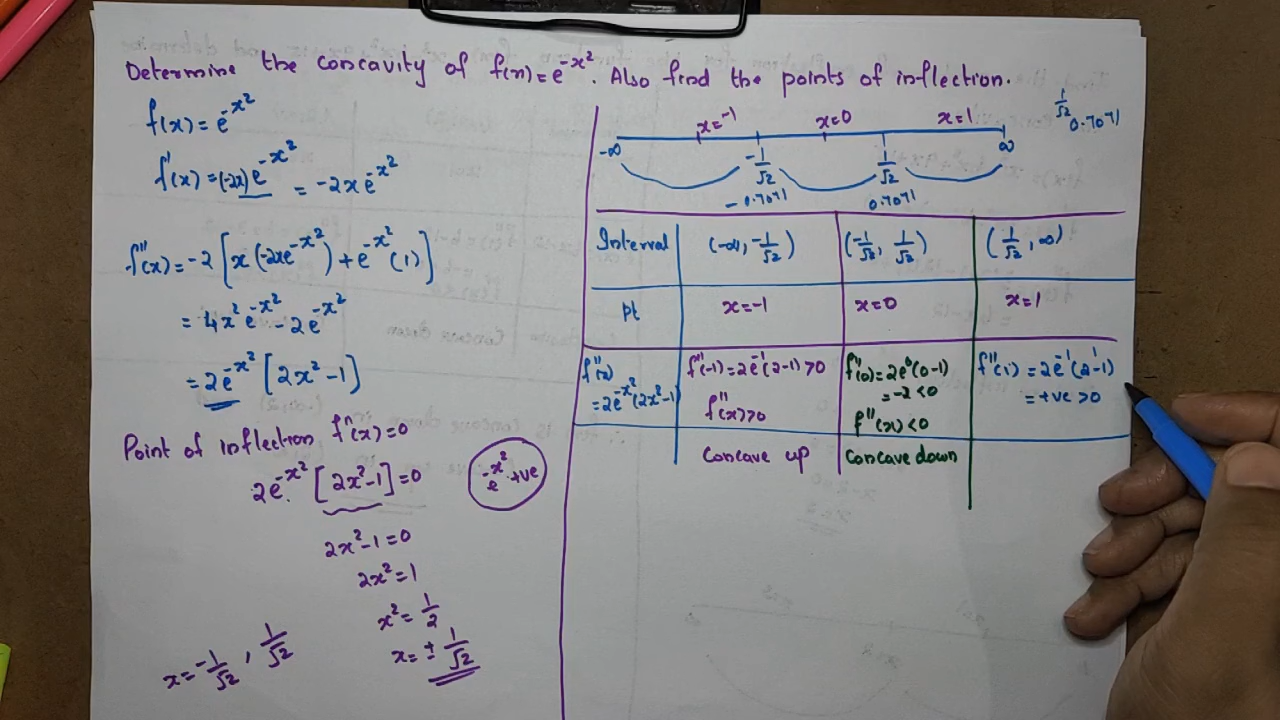 Determine the concavity of f(x)=e^-x². Also find the points of inflection.
f(x)=e^-x²
f'(x)=(-2x)e^-x² = -2xe^-x²
f''(x)=-2[x(-2xe^-x²)+e^-x²(1)]
=4x²e^-x²-2e^-x²
=2e^-x²[2x²-1]
Point of inflection f''(x)=0
2e^-x²[2x²-1]=0
e^-x² +ve
2x²-1=0
2x²=1
x²=1/2
x=±1/√2
x=-1/√2, 1/√2
1/√2 0.7071
x=-1 x=0 x=1
-∞ -1/√2 1/√2 ∞
-0.7071 0.7071
Interval (-∞,-1/√2) (-1/√2, 1/√2) (1/√2,∞)
pt x=-1 x=0 x=1
f''(x) f''(-1)=2e^-1(2-1)>0 f''(0)=2e^0(0-1) f''(1)=2e^-1(2-1)
=2e^-x²(2x²-1) =-2<0 =+ve>0
f''(x)>0 f''(x)<0
Concave up Concave down